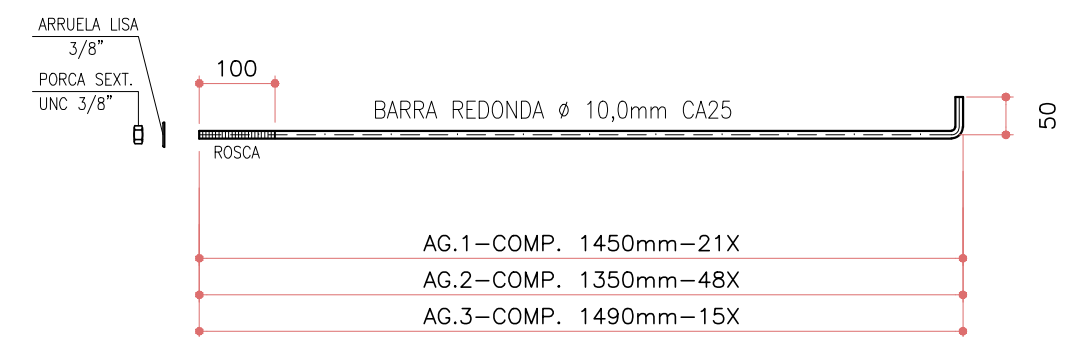 ARRUELA LISA
3/8"
PORCA SEXT.
UNC 3/8"
100
BARRA REDONDA ø 10,0mm CA25
50
ROSCA
AG.1-COMP. 1450mm-21X
AG.2-COMP. 1350mm-48X
AG.3-COMP. 1490mm-15X